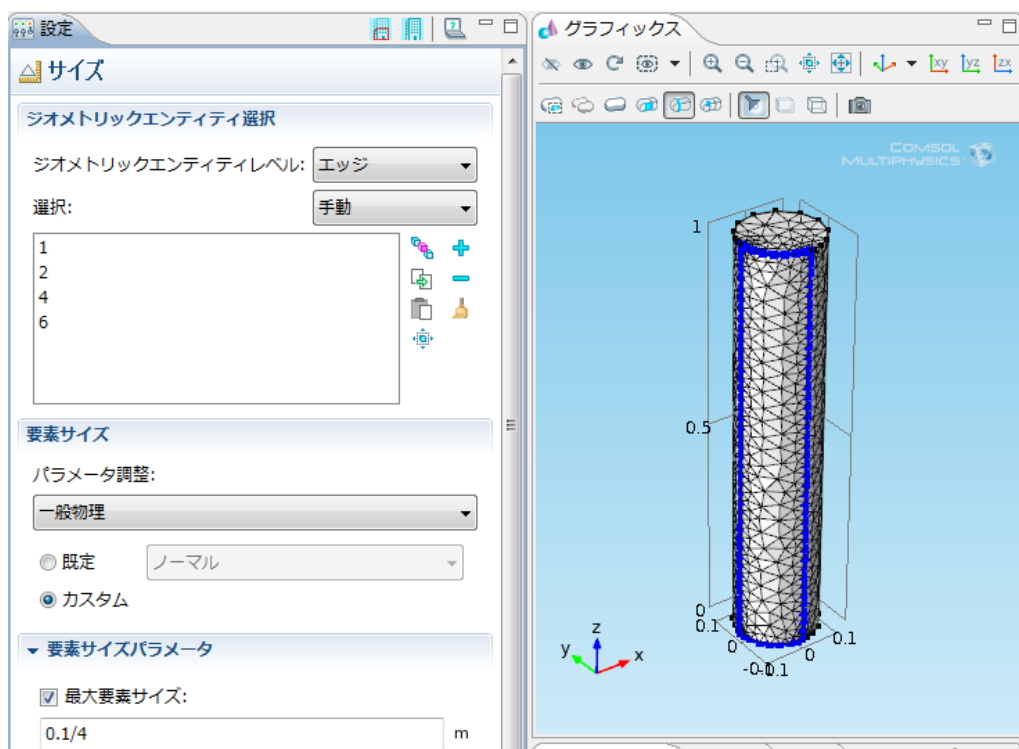 設定
サイズ
ジオメトリックエンティティ選択
ジオメトリックエンティティレベル: エッジ
選択: 手動
1
2
4
6
要素サイズ
パラメータ調整:
一般物理
既定 ノーマル
カスタム
要素サイズパラメータ
最大要素サイズ:
0.1/4 m
グラフィックス
xy yz zx
COMSOL
MULTIPHYSICS
1
0.5
0
0.1
0
0.1
0
z
y
x